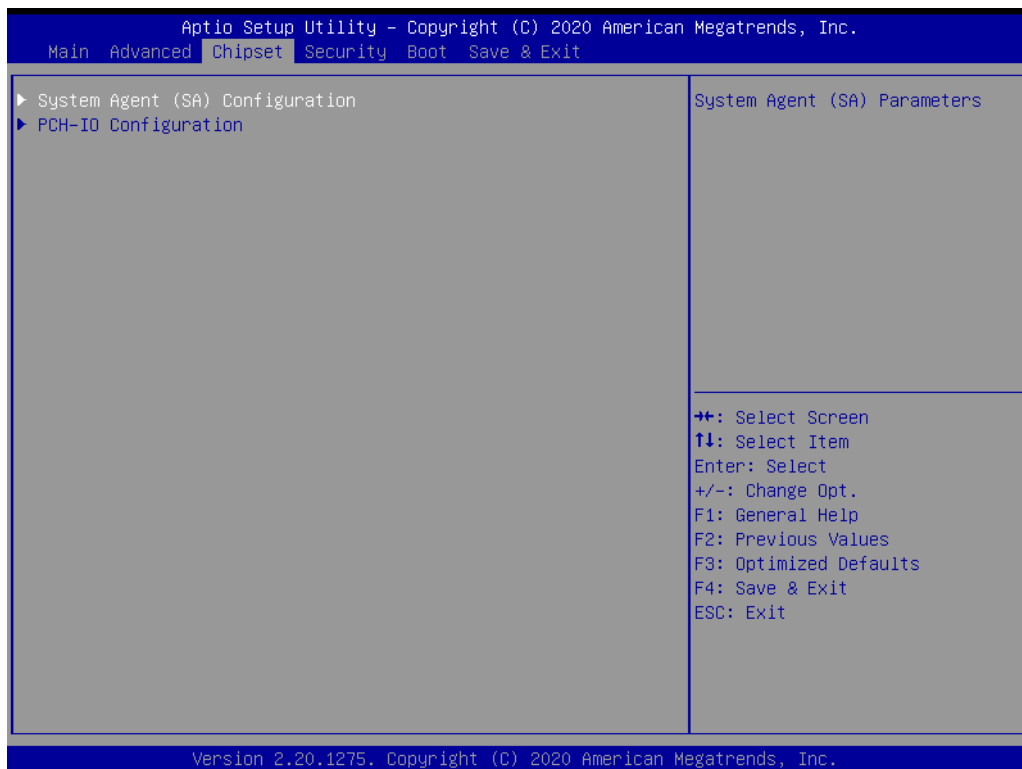 Aptio Setup Utility – Copyright (C) 2020 American Megatrends, Inc.
Main Advanced Chipset Security Boot Save & Exit
▶ System Agent (SA) Configuration
▶ PCH-IO Configuration
System Agent (SA) Parameters
→←: Select Screen
↑↓: Select Item
Enter: Select
+/-: Change Opt.
F1: General Help
F2: Previous Values
F3: Optimized Defaults
F4: Save & Exit
ESC: Exit
Version 2.20.1275. Copyright (C) 2020 American Megatrends, Inc.